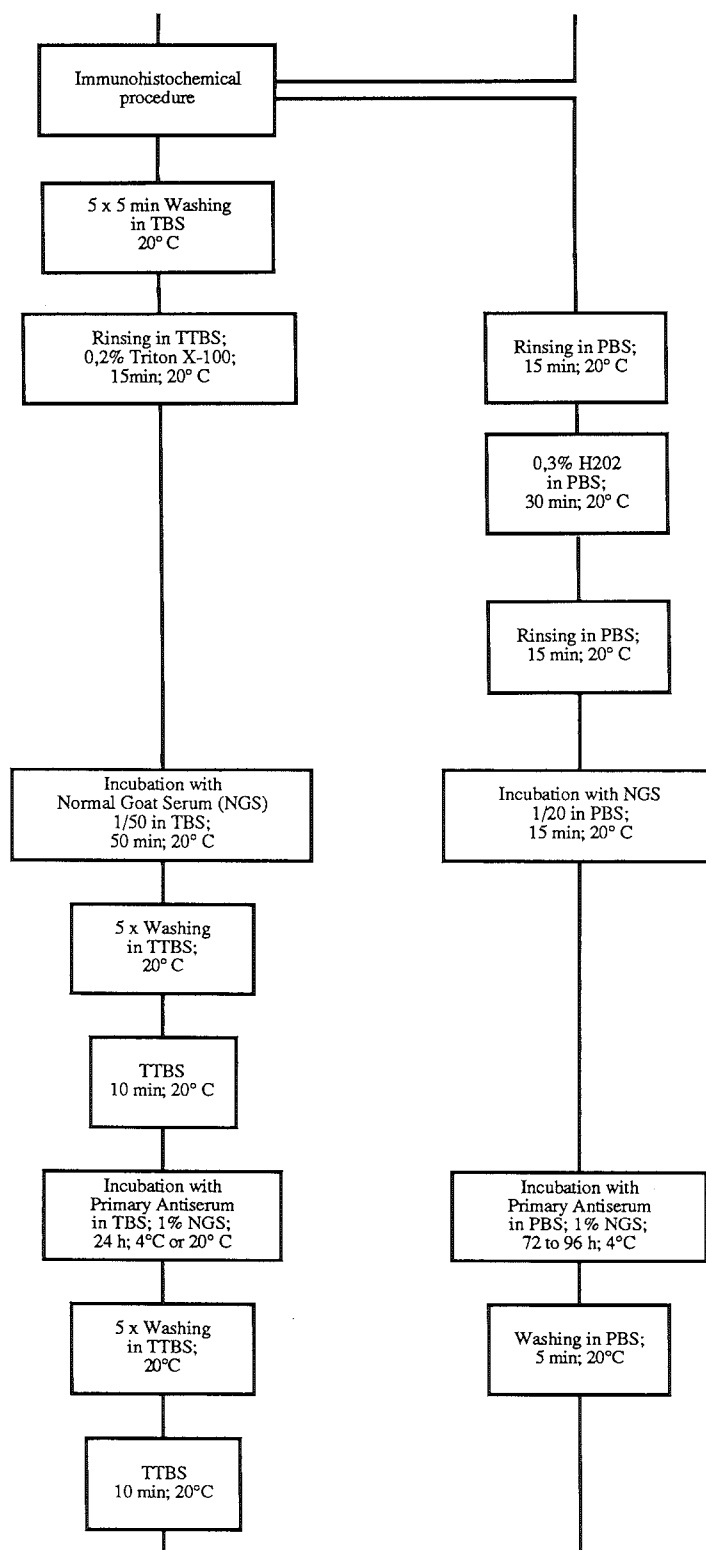 Immunohistochemical
procedure
5 x 5 min Washing
in TBS
20° C
Rinsing in TTBS;
0,2% Triton X-100;
15min; 20° C
Rinsing in PBS;
15 min; 20° C
0,3% H202
in PBS;
30 min; 20° C
Rinsing in PBS;
15 min; 20° C
Incubation with
Normal Goat Serum (NGS)
1/50 in TBS;
50 min; 20° C
Incubation with NGS
1/20 in PBS;
15 min; 20° C
5 x Washing
in TTBS;
20° C
TTBS
10 min; 20° C
Incubation with
Primary Antiserum
in TBS; 1% NGS;
24 h; 4°C or 20° C
Incubation with
Primary Antiserum
in PBS; 1% NGS;
72 to 96 h; 4°C
5 x Washing
in TTBS;
20°C
Washing in PBS;
5 min; 20°C
TTBS
10 min; 20°C